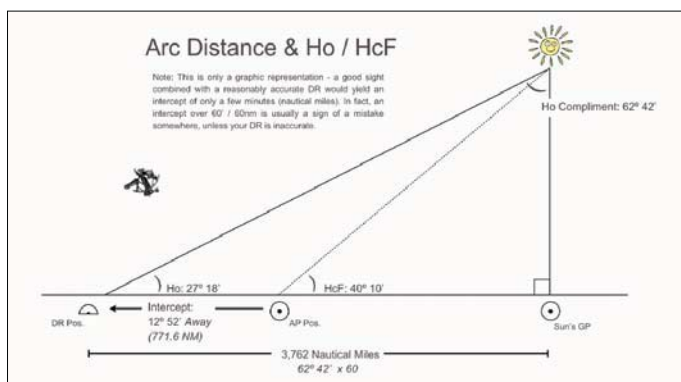 Arc Distance & Ho / HcF
Note: This is only a graphic representation - a good sight
combined with a reasonably accurate DR would yield an
intercept of only a few minutes (nautical miles). In fact, an
intercept over 60' / 60nm is usually a sign of a mistake
somewhere, unless your DR is inaccurate.
Ho Compliment: 62º 42'
Ho: 27º 18'
HcF: 40º 10'
DR Pos.
Intercept:
12º 52' Away
(771.6 NM)
AP Pos.
Sun's GP
3,762 Nautical Miles
62º 42' x 60